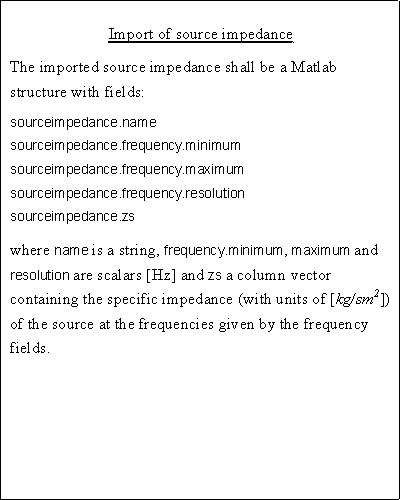 Import of source impedance
The imported source impedance shall be a Matlab
structure with fields:
sourceimpedance.name
sourceimpedance.frequency.minimum
sourceimpedance.frequency.maximum
sourceimpedance.frequency.resolution
sourceimpedance.zs
where name is a string, frequency.minimum, maximum and
resolution are scalars [Hz] and zs a column vector
containing the specific impedance (with units of [kg/sm²])
of the source at the frequencies given by the frequency
fields.